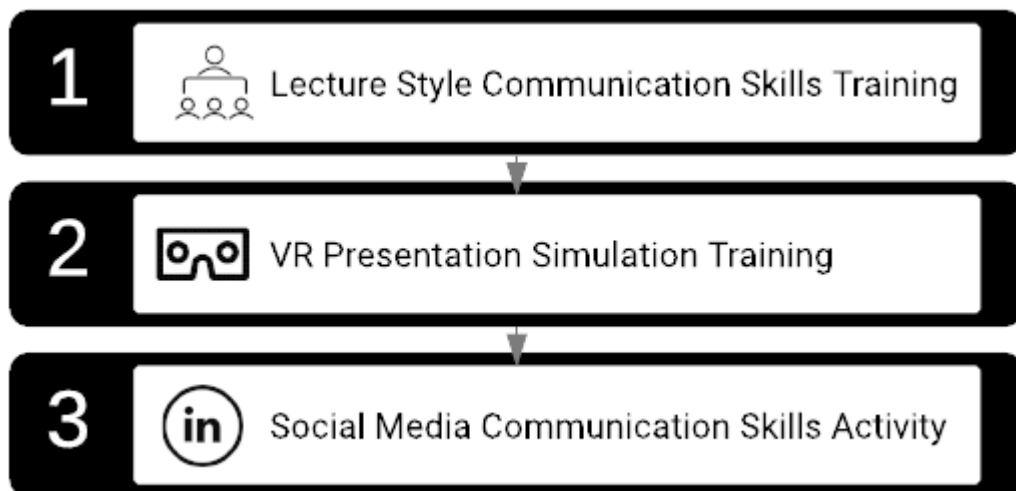 1
Lecture Style Communication Skills Training
2
VR Presentation Simulation Training
3
in
Social Media Communication Skills Activity